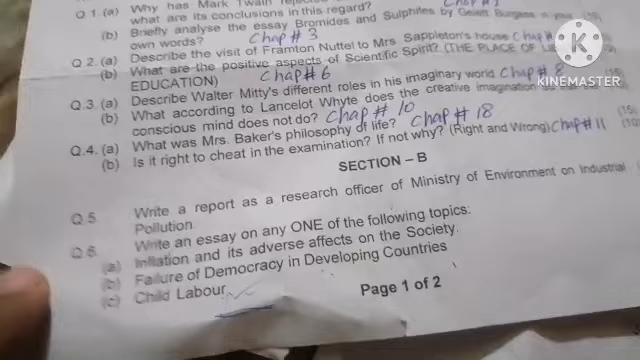 Q 1. (a) Why has Mark Twain
what are its conclusions in this regard?
(b) Briefly analyse the essay Bromides and Sulphites by Gelett Burgess in your
own words? Chap # 3
Q 2. (a) Describe the visit of Framton Nuttel to Mrs. Sappleton's house Chap #
(b) What are the positive aspects of Scientific Spirit? (THE PLACE OF
EDUCATION) Chap # 6
Q.3 (a) Describe Walter Mitty's different roles in his imaginary world Chap # 8
(b) What according to Lancelot Whyte does the creative imagination
conscious mind does not do? Chap # 10
Q.4. (a) What was Mrs. Baker's philosophy of life? Chap # 18 (15)
(b) Is it right to cheat in the examination? If not why? (Right and Wrong) Chap # 11 (10)
SECTION – B
Q 5. Write a report as a research officer of Ministry of Environment on Industrial
Pollution
Q 6. Write an essay on any ONE of the following topics:
(a) Inflation and its adverse affects on the Society.
(b) Failure of Democracy in Developing Countries
(c) Child Labour
Page 1 of 2
KINEMASTER